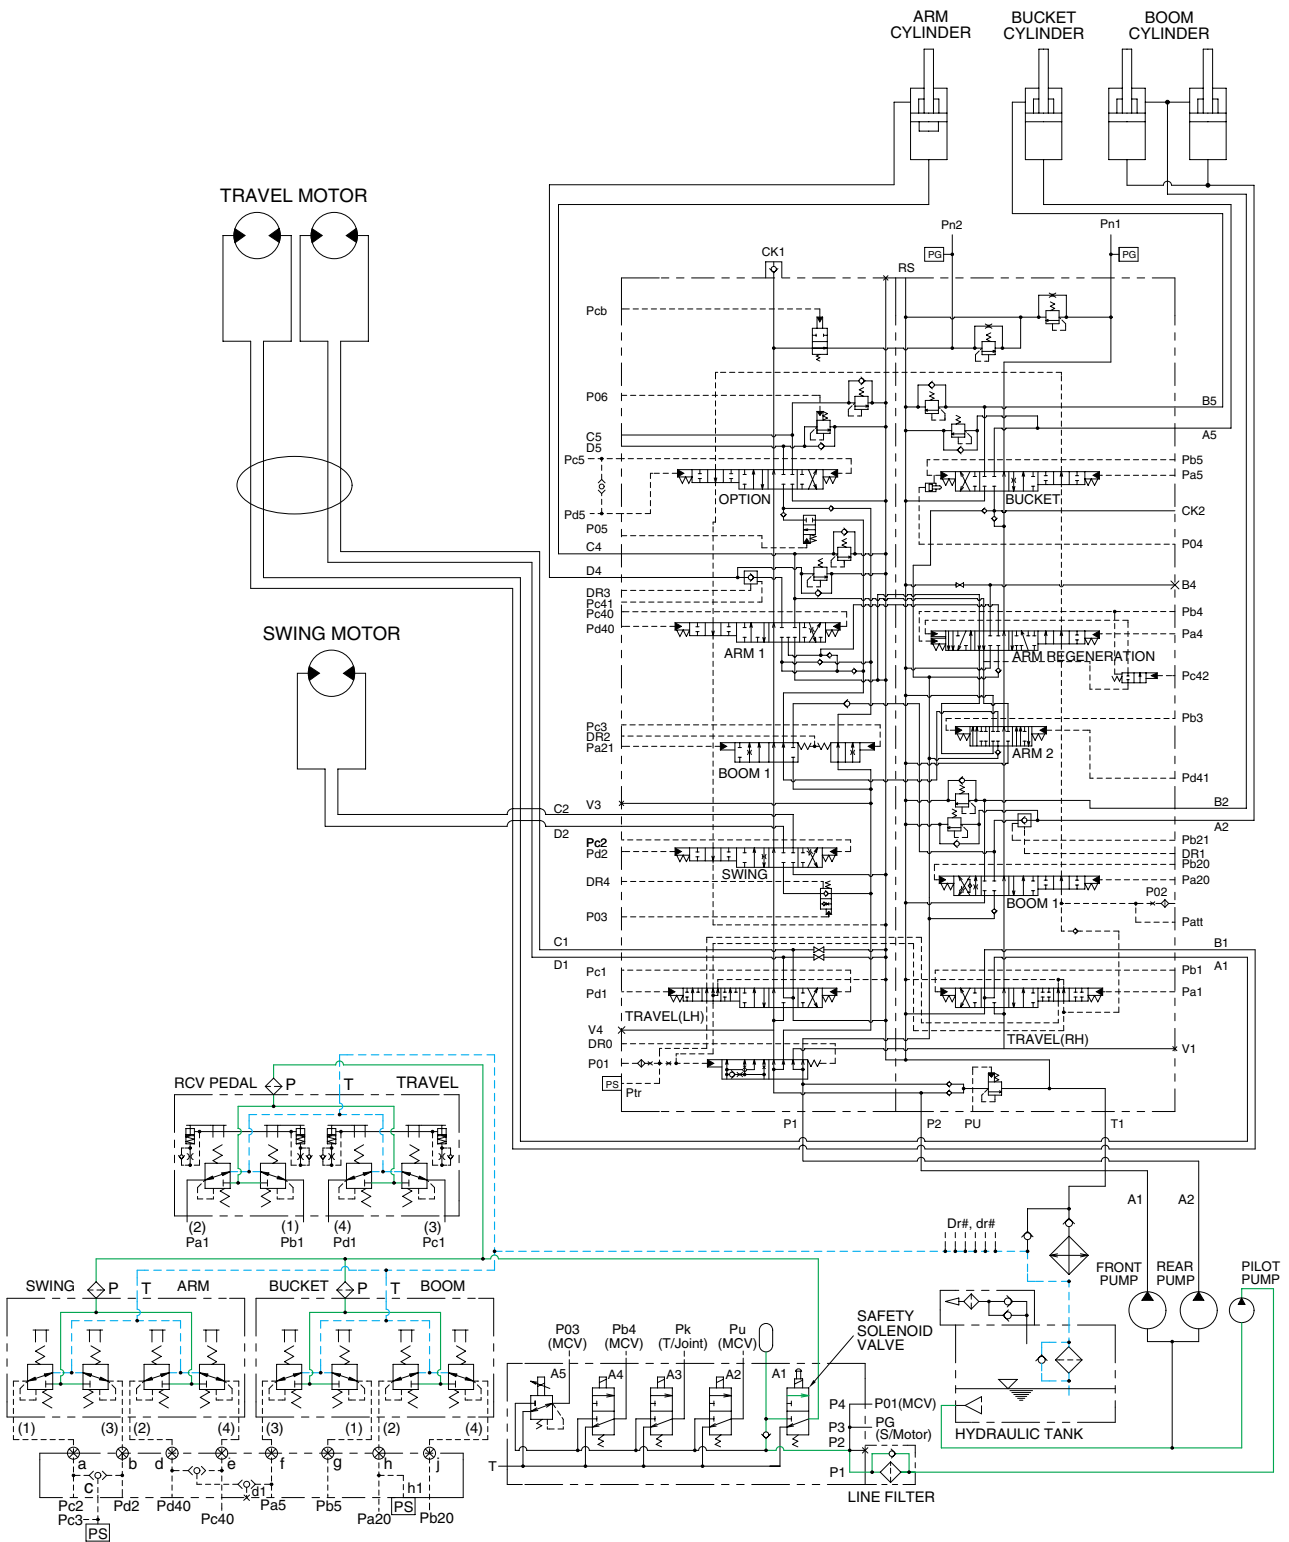 ARM
CYLINDER
BUCKET
CYLINDER
BOOM
CYLINDER
TRAVEL MOTOR
Pn2
Pn1
CK1
PG
PG
RS
Pcb
P06
B5
C5
D5
A5
Pc5
Pb5
Pa5
OPTION
BUCKET
Pd5
CK2
P05
P04
C4
D4
B4
DR3
Pc41
Pc40
Pb4
Pd40
Pa4
SWING MOTOR
ARM 1
ARM REGENERATION
Pc42
Pb3
Pc3
DR2
Pa21
ARM 2
BOOM 1
Pd41
C2
V3
B2
D2
A2
Pc2
Pd2
Pb21
DR1
Pb20
SWING
DR4
Pa20
P02
BOOM 1
P03
Patt
C1
B1
D1
A1
Pc1
Pb1
Pd1
Pa1
TRAVEL(LH)
V4
TRAVEL(RH)
DR0
V1
P01
PS
Ptr
RCV PEDAL
P
T
TRAVEL
P1
P2
PU
T1
(2)
(1)
(4)
(3)
Pa1
Pb1
Pd1
Pc1
A1
A2
Dr#, dr#
FRONT
PUMP
REAR
PUMP
PILOT
PUMP
SWING
P
T
ARM
BUCKET
P
T
BOOM
SAFETY
SOLENOID
VALVE
P03
(MCV)
Pb4
(MCV)
Pk
(T/Joint)
Pu
(MCV)
A5
A4
A3
A2
A1
P4
P01(MCV)
P3
PG
(S/Motor)
P2
HYDRAULIC TANK
(1)
(3)
(2)
(4)
(3)
(1)
(2)
(4)
T
P1
a
b
d
e
f
g
h
j
c
d1
h1
LINE FILTER
Pc2
Pd2
Pd40
Pa5
Pb5
PS
Pc3
Pc40
Pa20
Pb20
PS